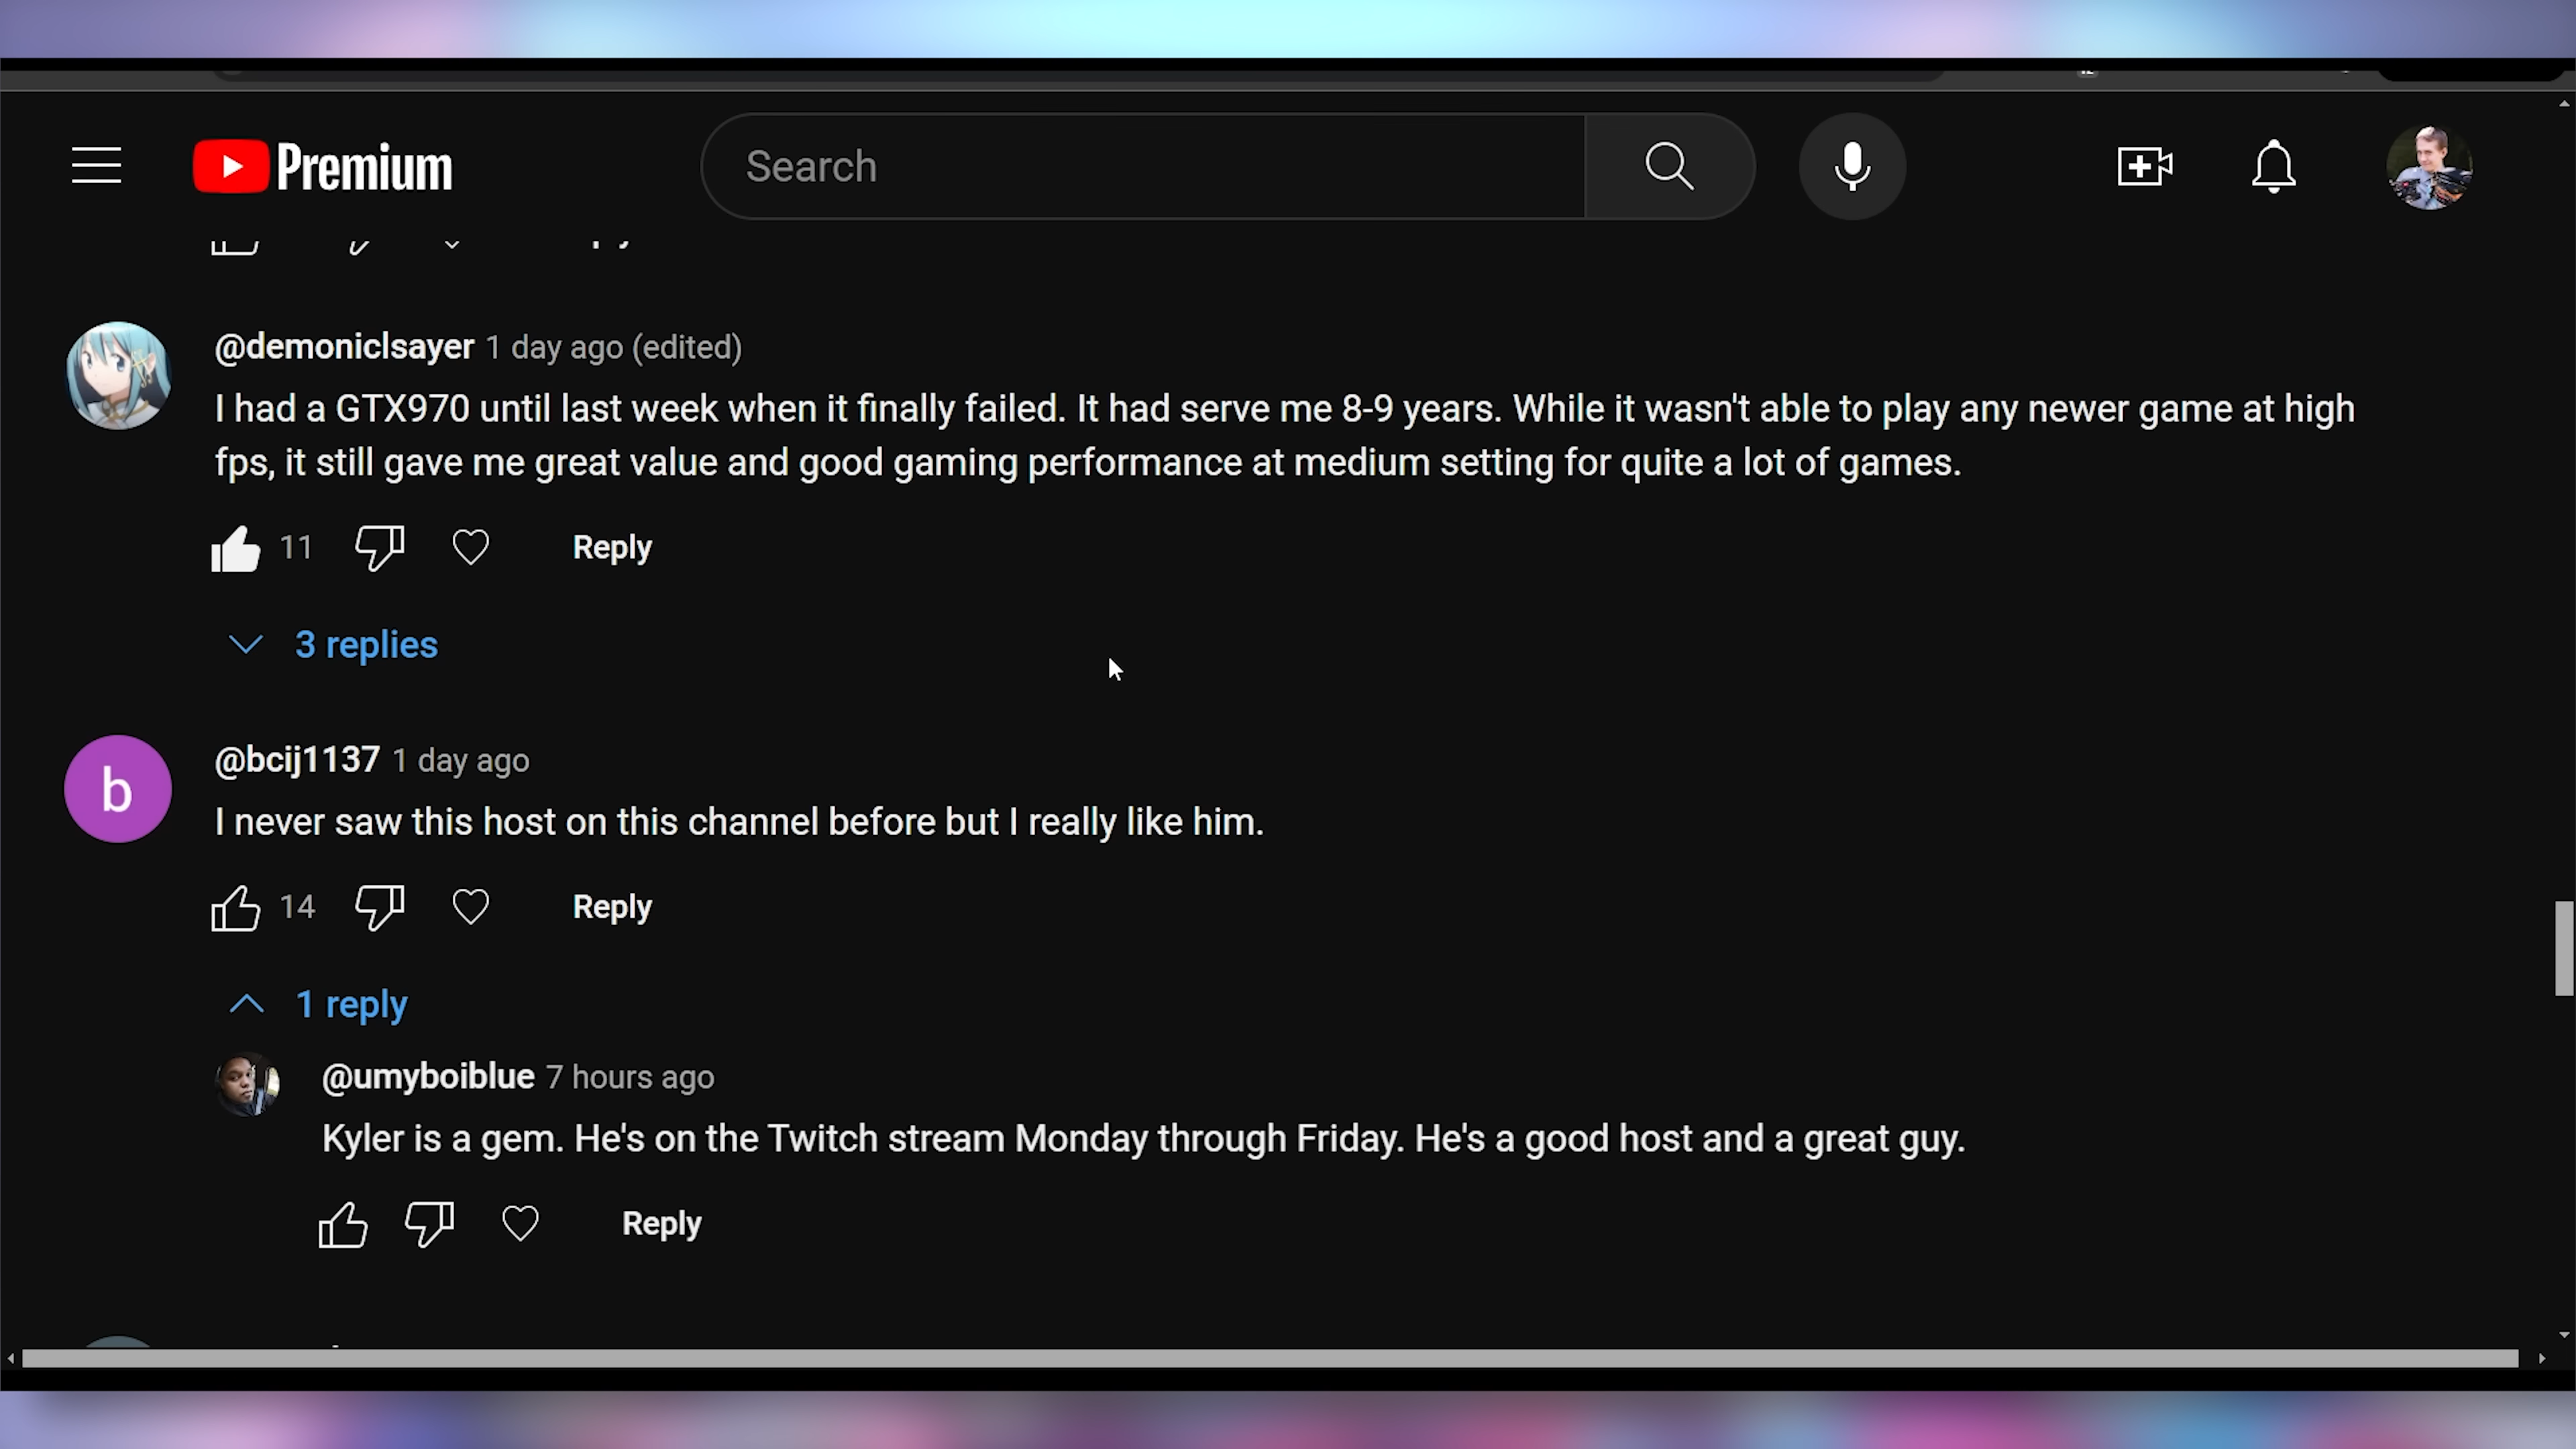 Premium
Search
@demoniclsayer 1 day ago (edited)
I had a GTX970 until last week when it finally failed. It had serve me 8-9 years. While it wasn't able to play any newer game at high
fps, it still gave me great value and good gaming performance at medium setting for quite a lot of games.
11 Reply
3 replies
b
@bcij1137 1 day ago
I never saw this host on this channel before but I really like him.
14 Reply
1 reply
@umyboiblue 7 hours ago
Kyler is a gem. He's on the Twitch stream Monday through Friday. He's a good host and a great guy.
Reply